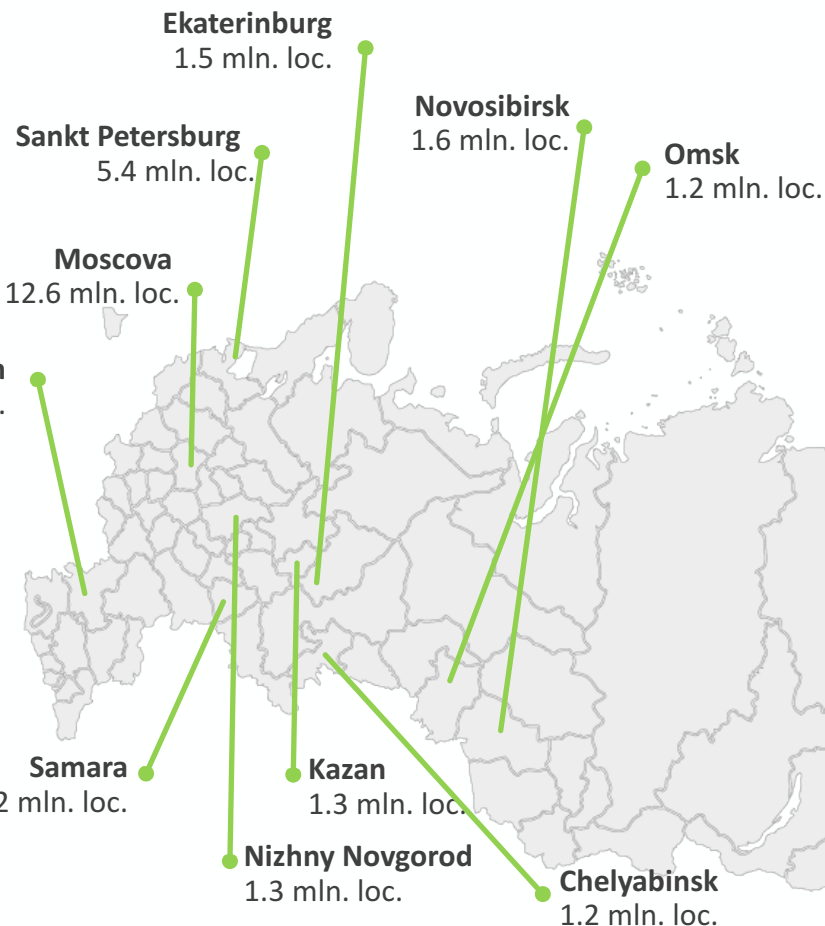 Ekaterinburg
1.5 mln. loc.
Novosibirsk
1.6 mln. loc.
Sankt Petersburg
5.4 mln. loc.
Omsk
1.2 mln. loc.
Moscova
12.6 mln. loc.
Samara
2 mln. loc.
Kazan
1.3 mln. loc.
Nizhny Novgorod
1.3 mln. loc.
Chelyabinsk
1.2 mln. loc.